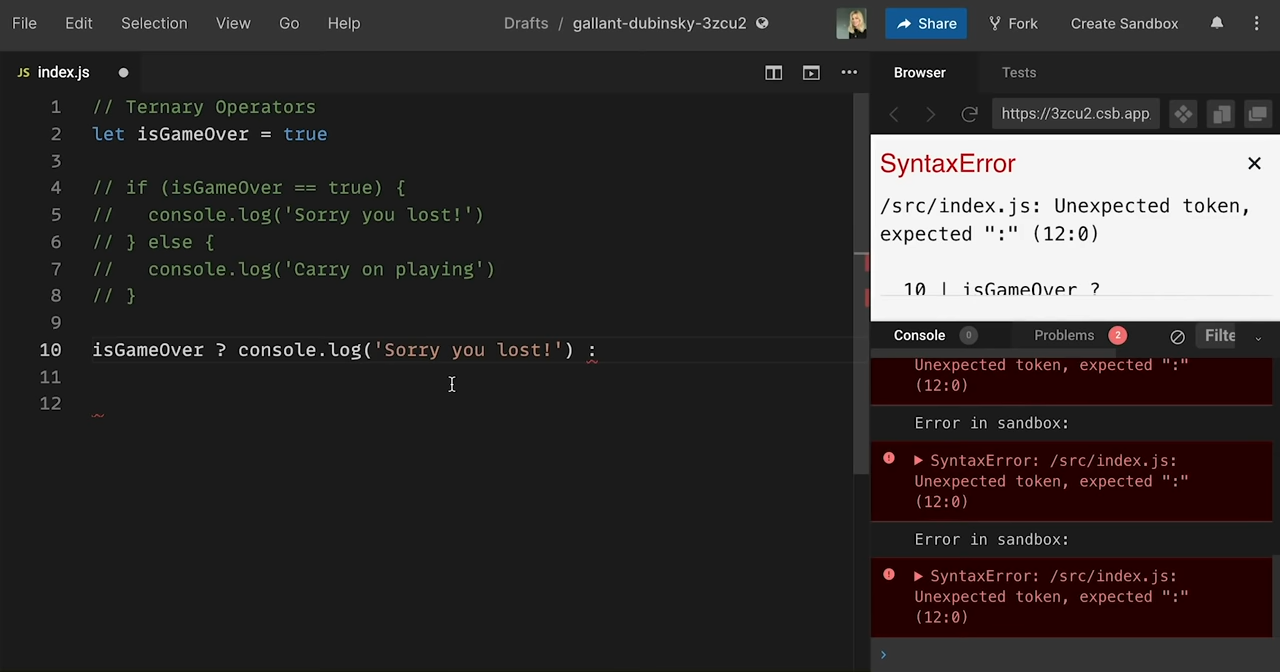 File Edit Selection View Go Help Drafts / gallant-dubinsky-3zcu2 Share Fork Create Sandbox
JS index.js
Browser Tests
https://3zcu2.csb.app
1 // Ternary Operators
2 let isGameOver = true
3
4 // if (isGameOver == true) {
5 //   console.log('Sorry you lost!')
6 // } else {
7 //   console.log('Carry on playing')
8 // }
9
10 isGameOver ? console.log('Sorry you lost!') :
11
12
SyntaxError
/src/index.js: Unexpected token,
expected ":" (12:0)
10 | isGameOver ?
Console 0 Problems 2 Filte
Unexpected token, expected ":"
(12:0)
Error in sandbox:
SyntaxError: /src/index.js:
Unexpected token, expected ":"
(12:0)
Error in sandbox:
SyntaxError: /src/index.js:
Unexpected token, expected ":"
(12:0)